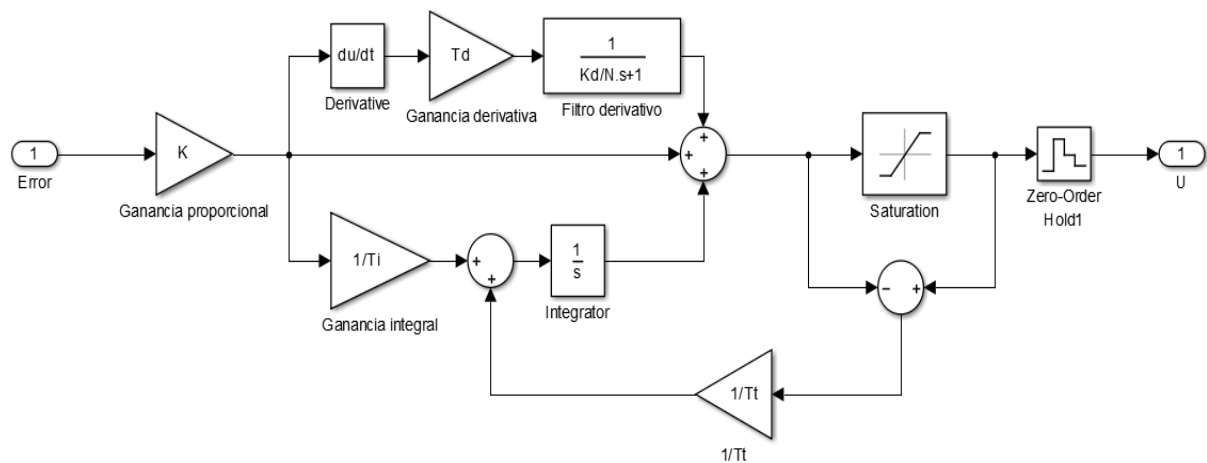 du/dt
Derivative
Td
Ganancia derivativa
1
Kd/N.s+1
Filtro derivativo
1
Error
K
Ganancia proporcional
+
+
+
Saturation
Zero-Order
Hold1
1
U
1/Ti
Ganancia integral
+
+
1
s
Integrator
− +
1/Tt
1/Tt